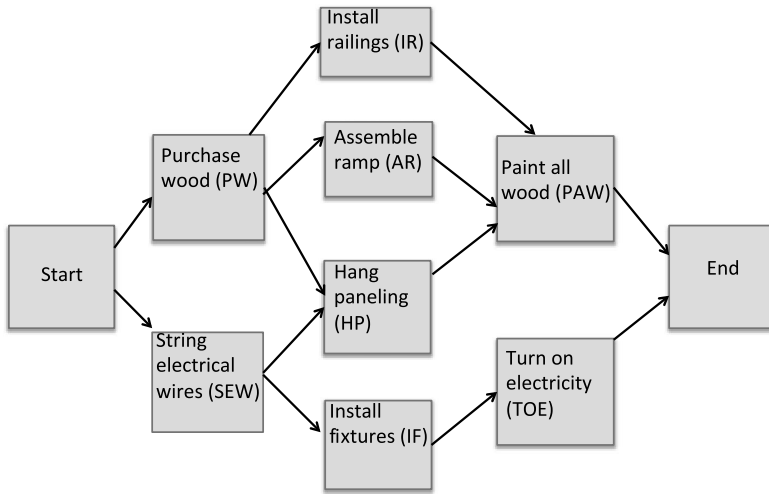 Install
railings (IR)
Purchase
wood (PW)
Assemble
ramp (AR)
Paint all
wood (PAW)
Start
Hang
paneling
(HP)
End
String
electrical
wires (SEW)
Turn on
electricity
(TOE)
Install
fixtures (IF)